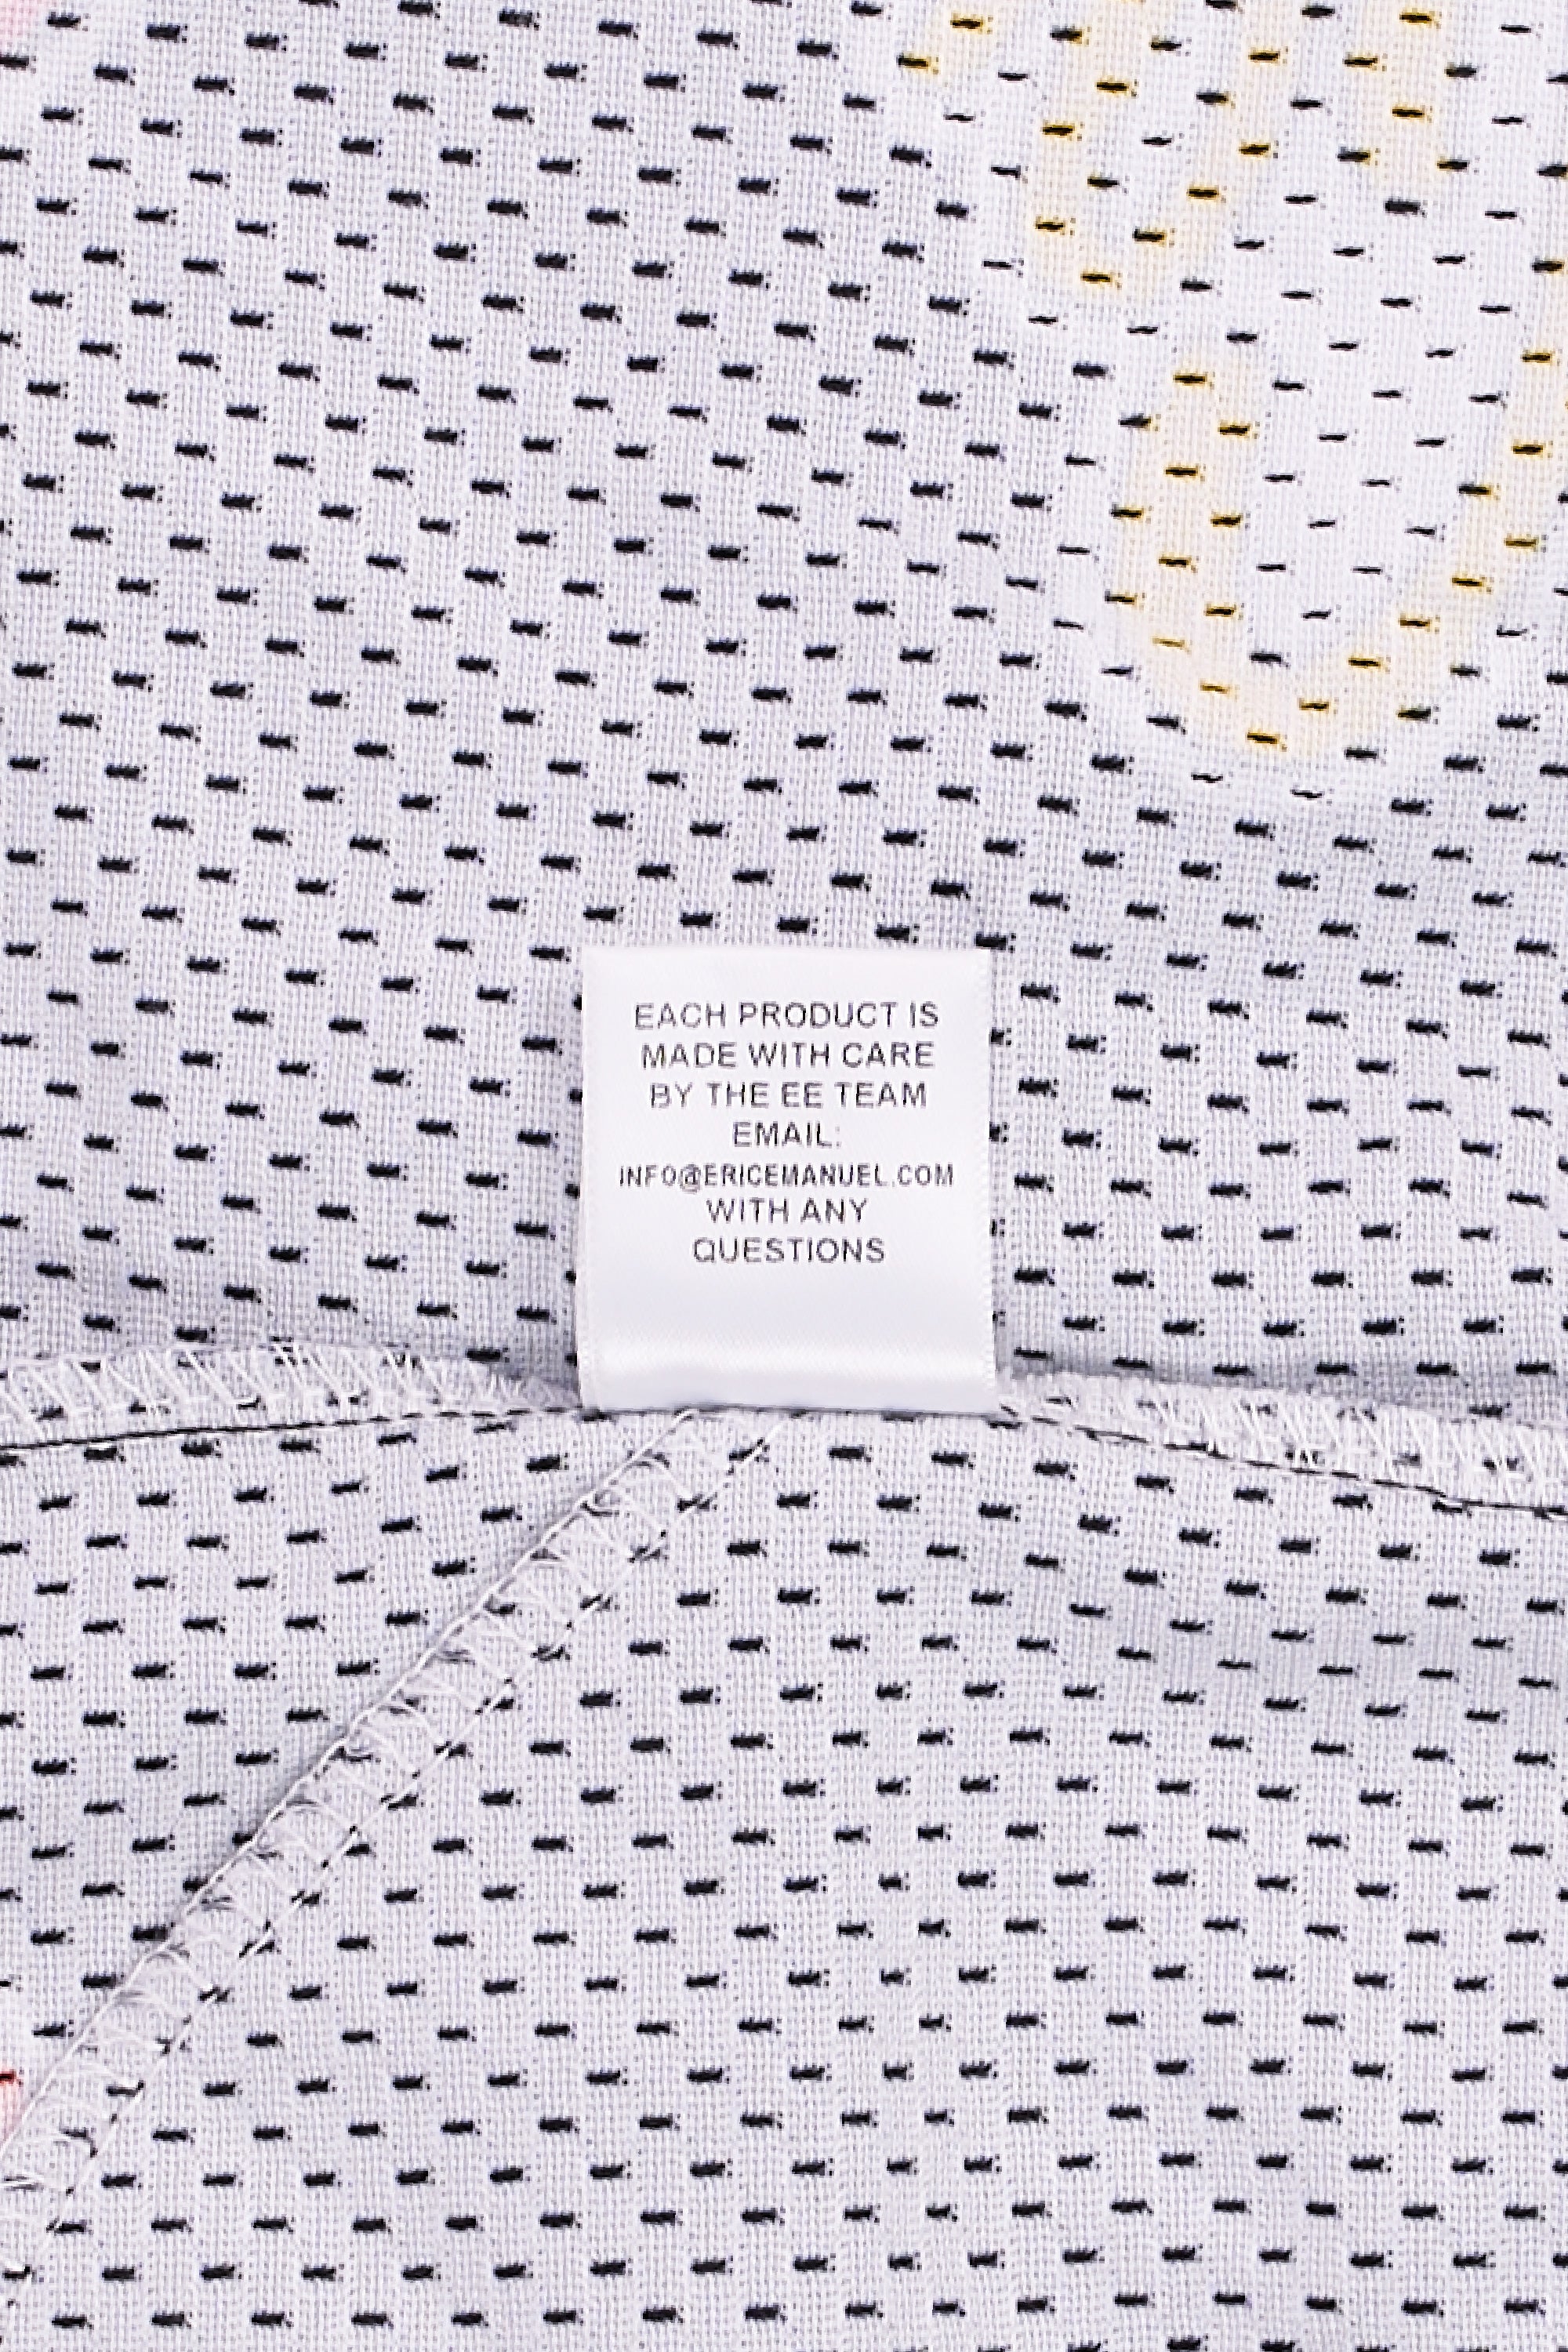 EACH PRODUCT IS
MADE WITH CARE
BY THE EE TEAM
EMAIL:
INFO@ERICEMANUEL.COM
WITH ANY
QUESTIONS